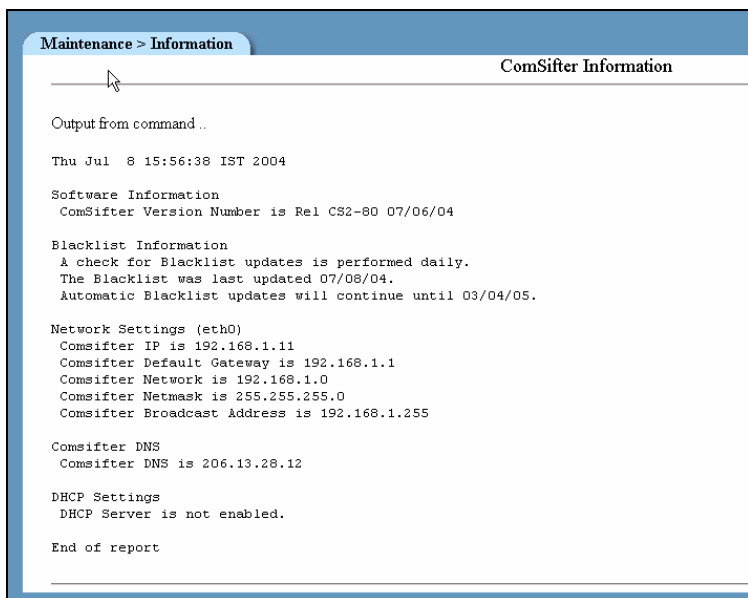 Maintenance > Information
ComSifter Information
Output from command ..
Thu Jul  8 15:56:38 IST 2004
Software Information
ComSifter Version Number is Rel CS2-80 07/06/04
Blacklist Information
A check for Blacklist updates is performed daily.
The Blacklist was last updated 07/08/04.
Automatic Blacklist updates will continue until 03/04/05.
Network Settings (eth0)
Comsifter IP is 192.168.1.11
Comsifter Default Gateway is 192.168.1.1
Comsifter Network is 192.168.1.0
Comsifter Netmask is 255.255.255.0
Comsifter Broadcast Address is 192.168.1.255
Comsifter DNS
Comsifter DNS is 206.13.28.12
DHCP Settings
DHCP Server is not enabled.
End of report